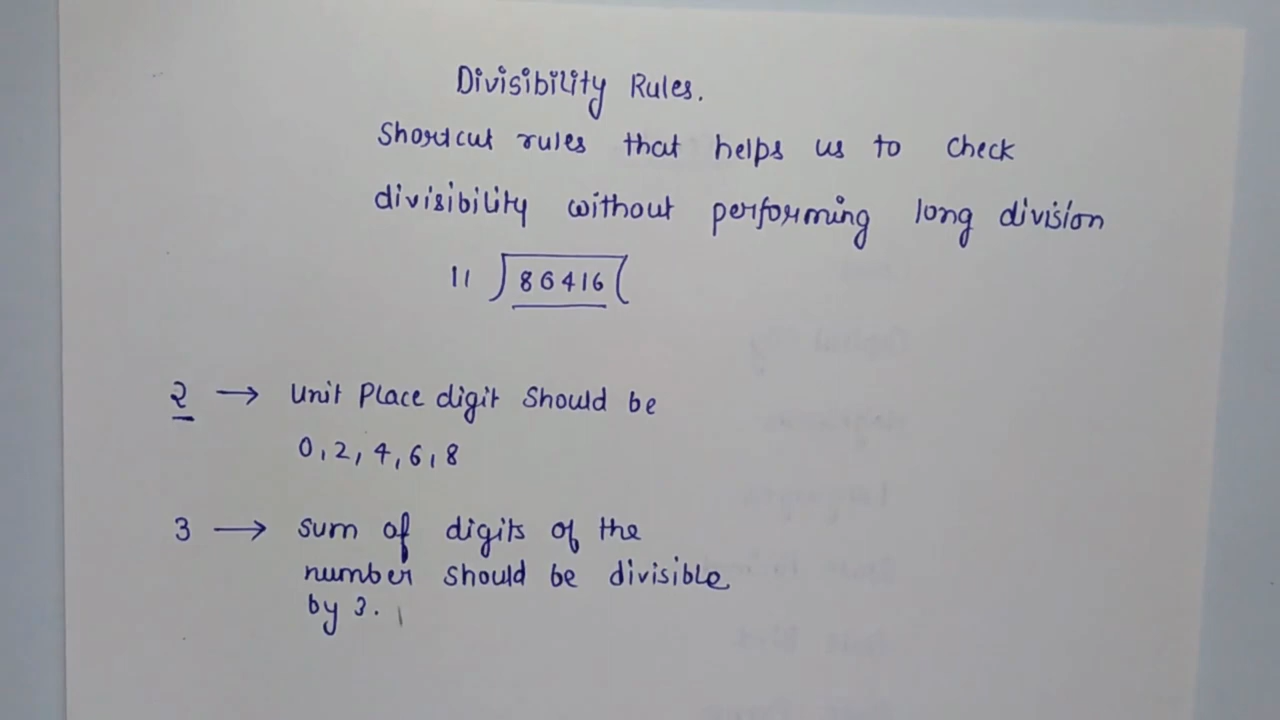 Divisibility Rules.
Shortcut rules that helps us to check
divisibility without performing long division
11 ) 86416 (
2 → Unit Place digit Should be
0, 2, 4, 6, 8
3 → sum of digits of the
number should be divisible
by 3.